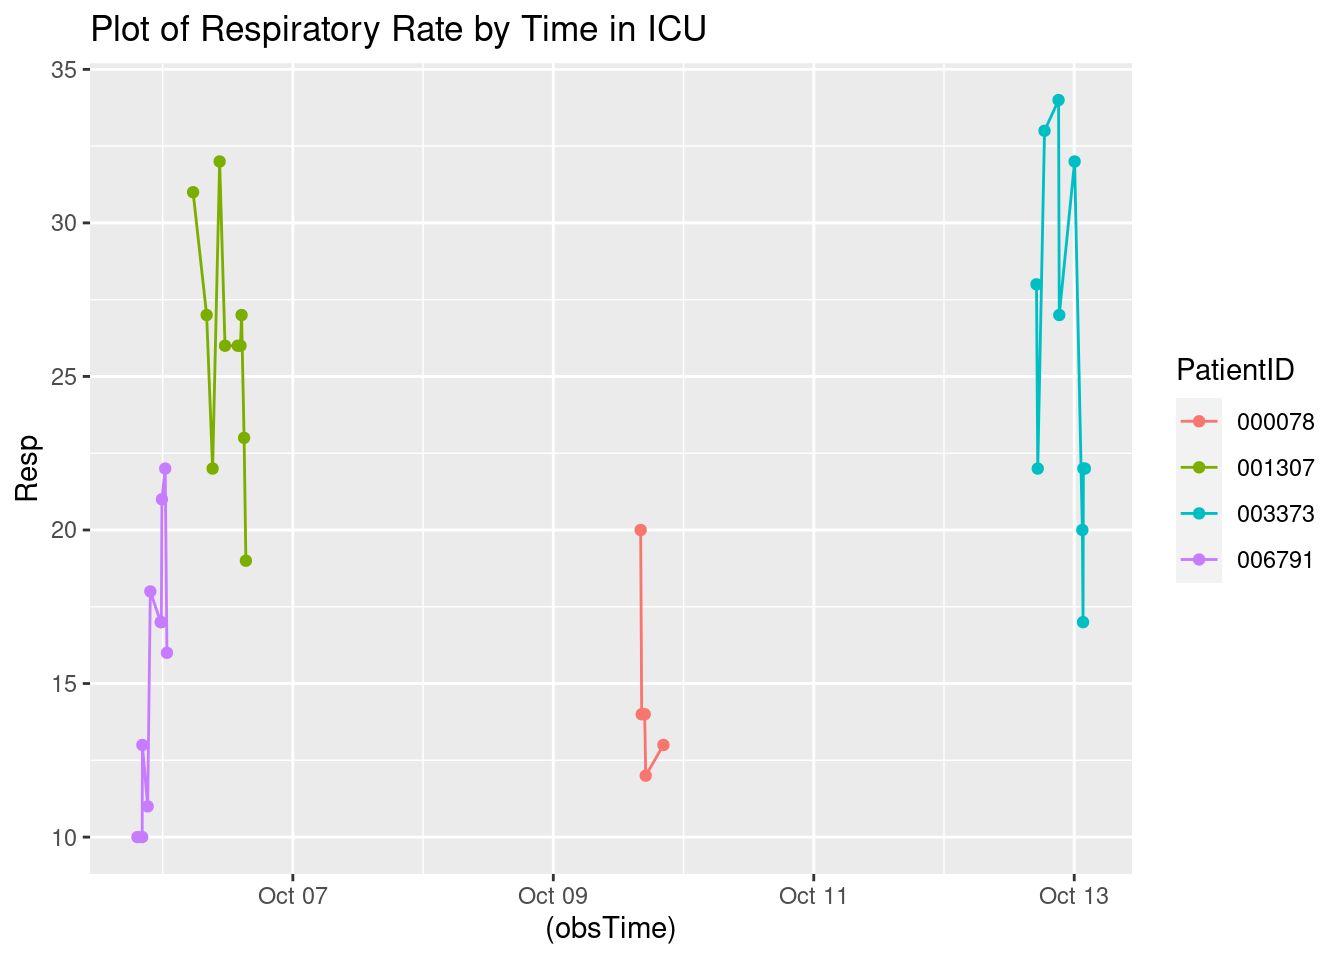 Plot of Respiratory Rate by Time in ICU
35
30
25
20
15
10
Resp
Oct 07
Oct 09
Oct 11
Oct 13
(obsTime)
PatientID
000078
001307
003373
006791